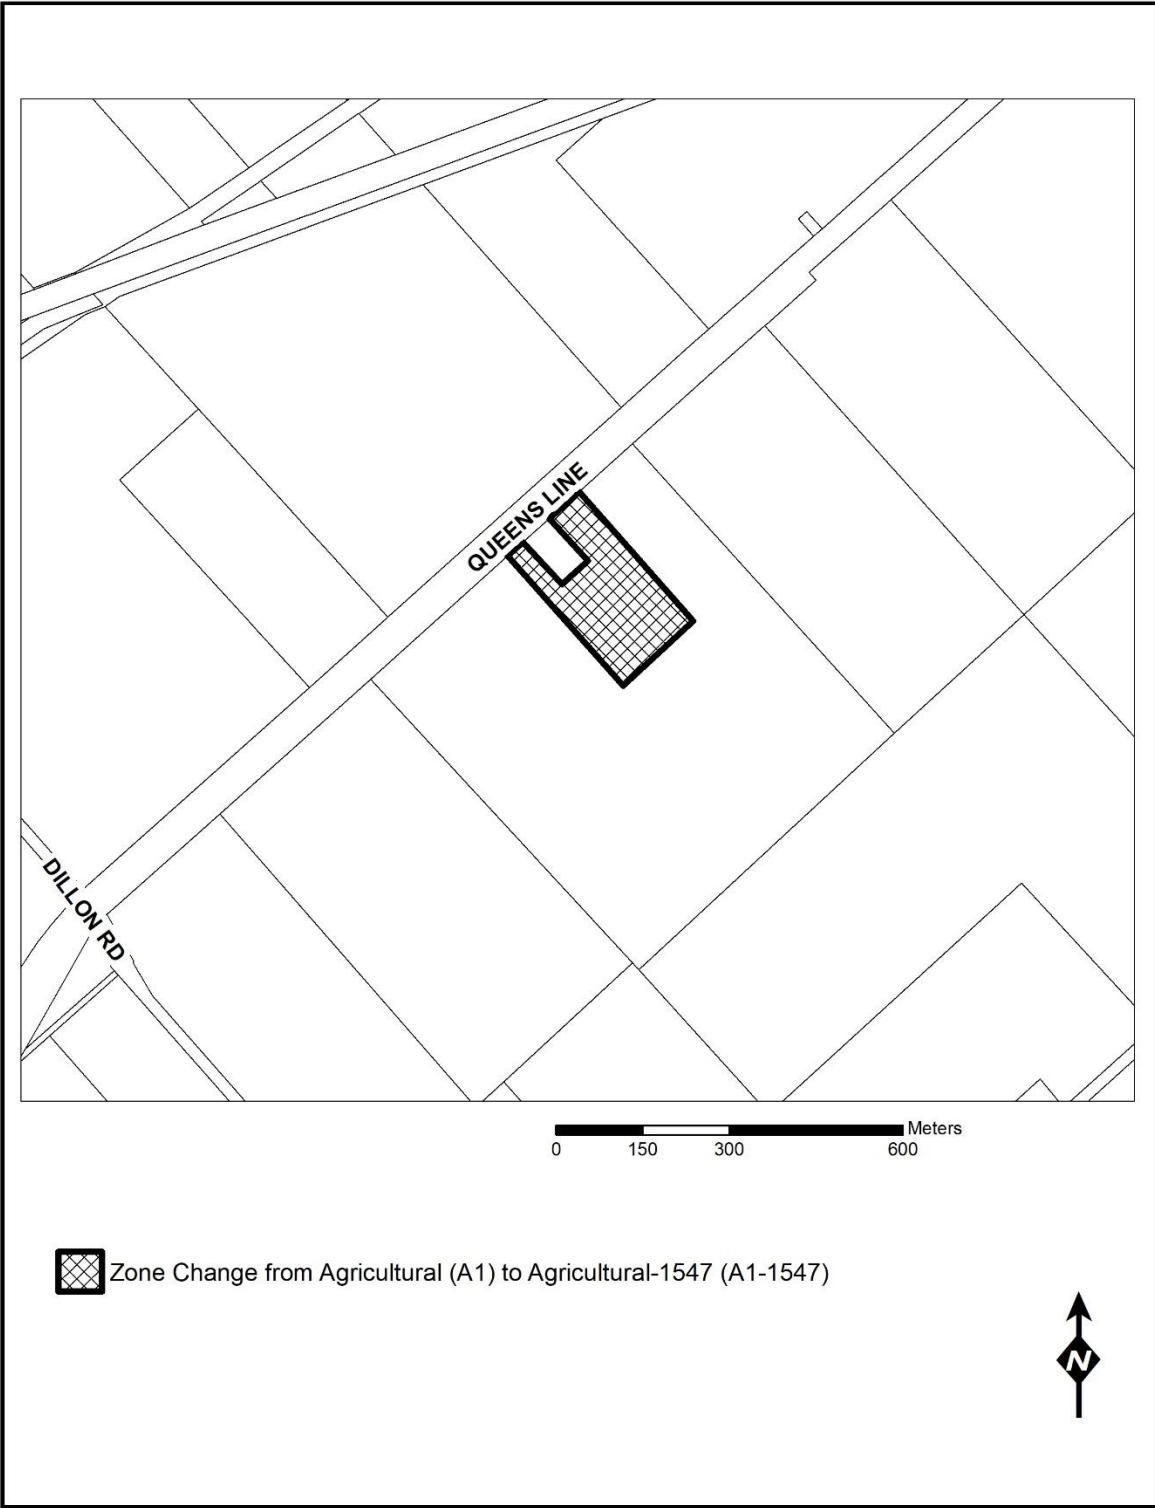 QUEENS LINE
DILLON RD
Meters
0 150 300 600
Zone Change from Agricultural (A1) to Agricultural-1547 (A1-1547)
N